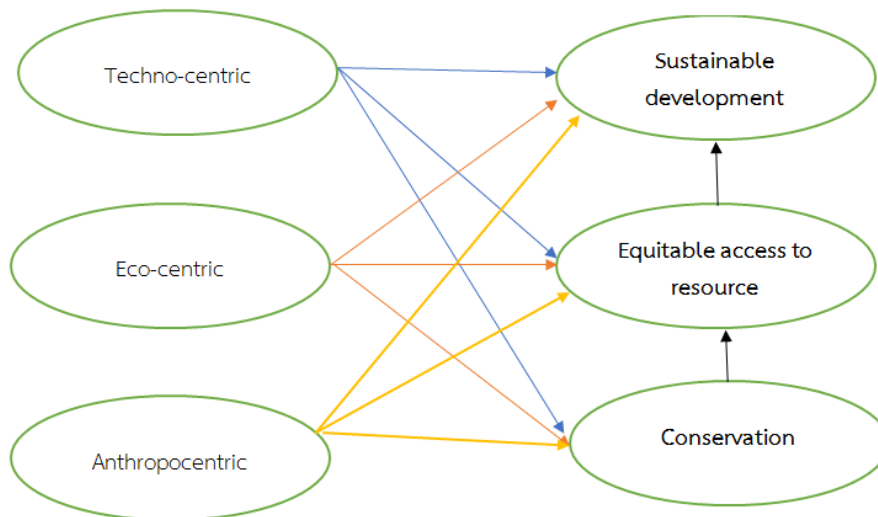 Techno-centric
Sustainable
development
Eco-centric
Equitable access to
resource
Anthropocentric
Conservation